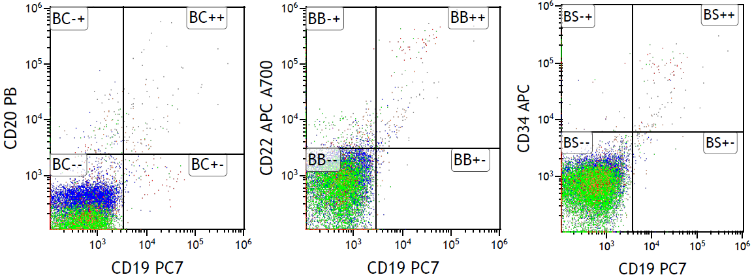 10⁶
BC-+
BC++
10⁵
CD20 PB
10⁴
BC--
BC+-
10³
10³ 10⁴ 10⁵ 10⁶
CD19 PC7
10⁶
BB-+
BB++
10⁵
CD22 APC A700
10⁴
BB--
BB+-
10³
10³ 10⁴ 10⁵ 10⁶
CD19 PC7
10⁶
BS-+
BS++
10⁵
CD34 APC
10⁴
BS--
BS+-
10³
10³ 10⁴ 10⁵ 10⁶
CD19 PC7